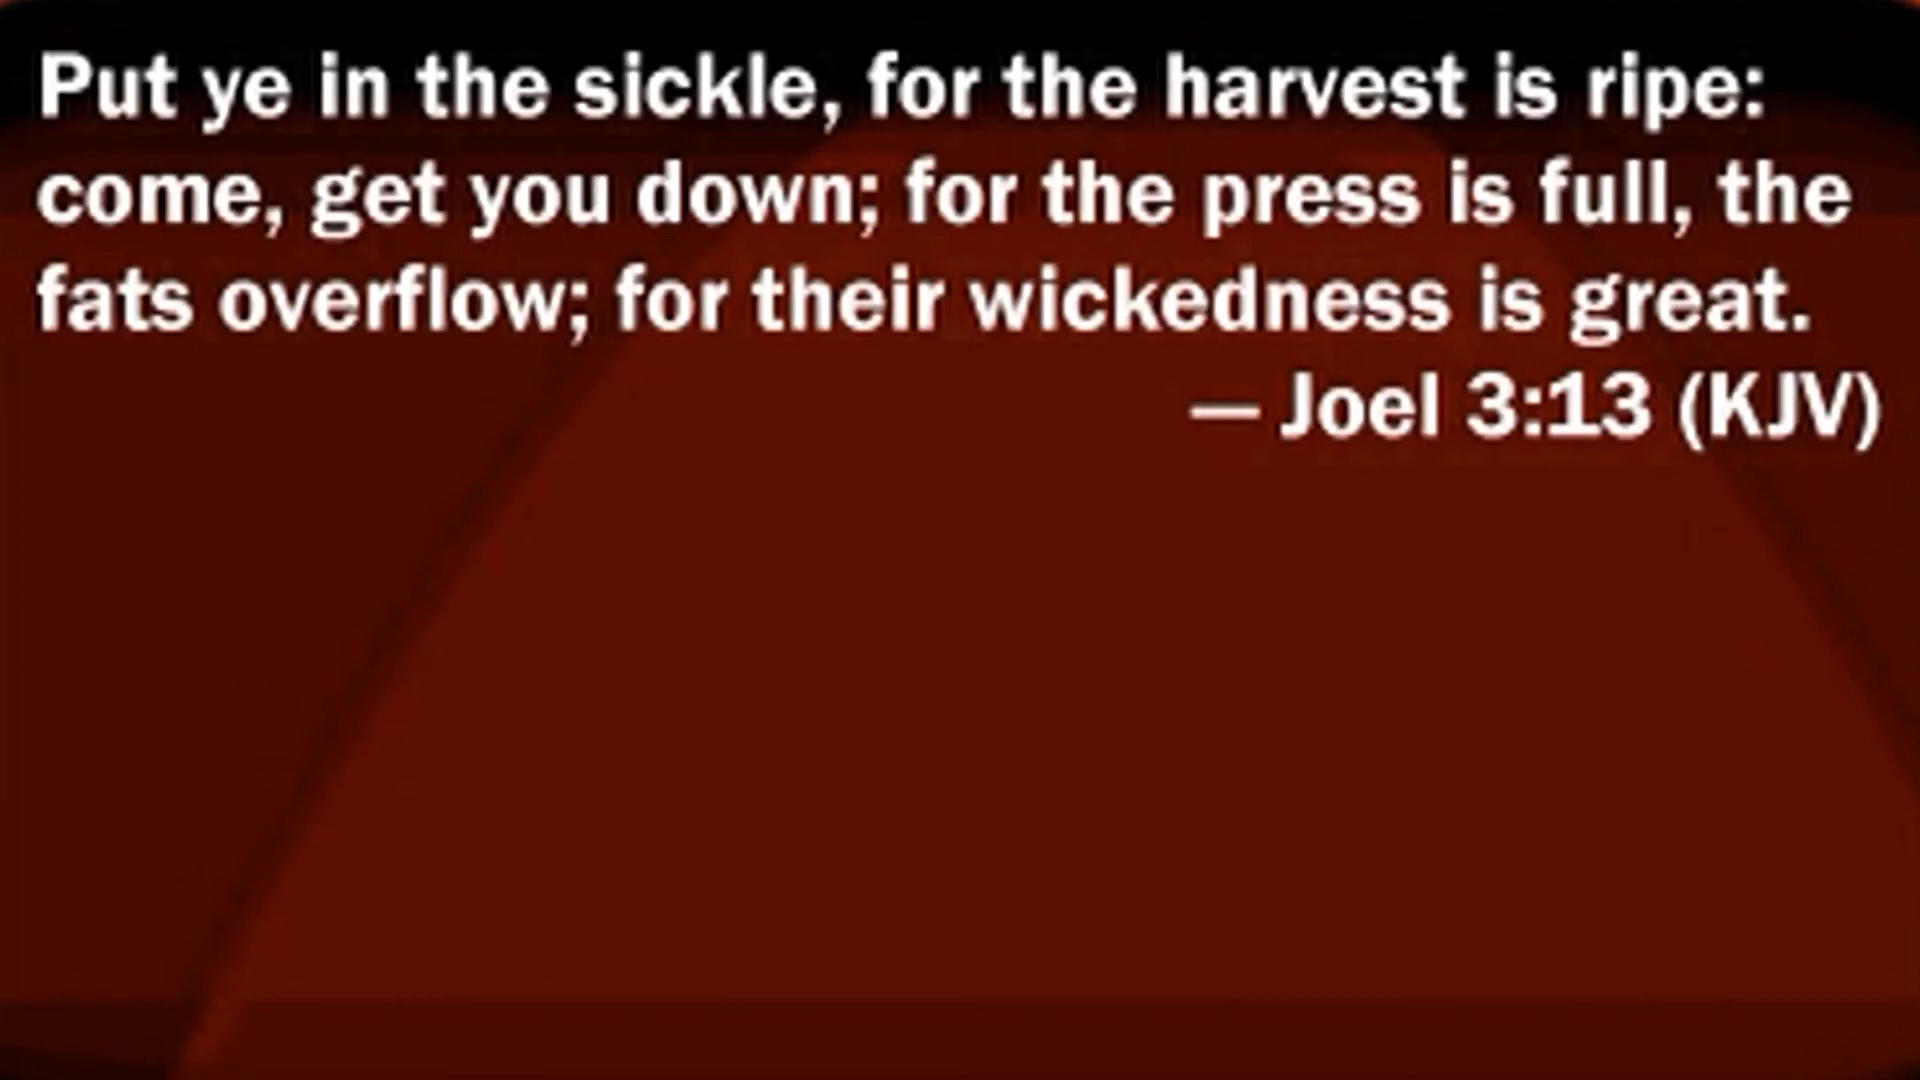 Put ye in the sickle, for the harvest is ripe:
come, get you down; for the press is full, the
fats overflow; for their wickedness is great.
— Joel 3:13 (KJV)